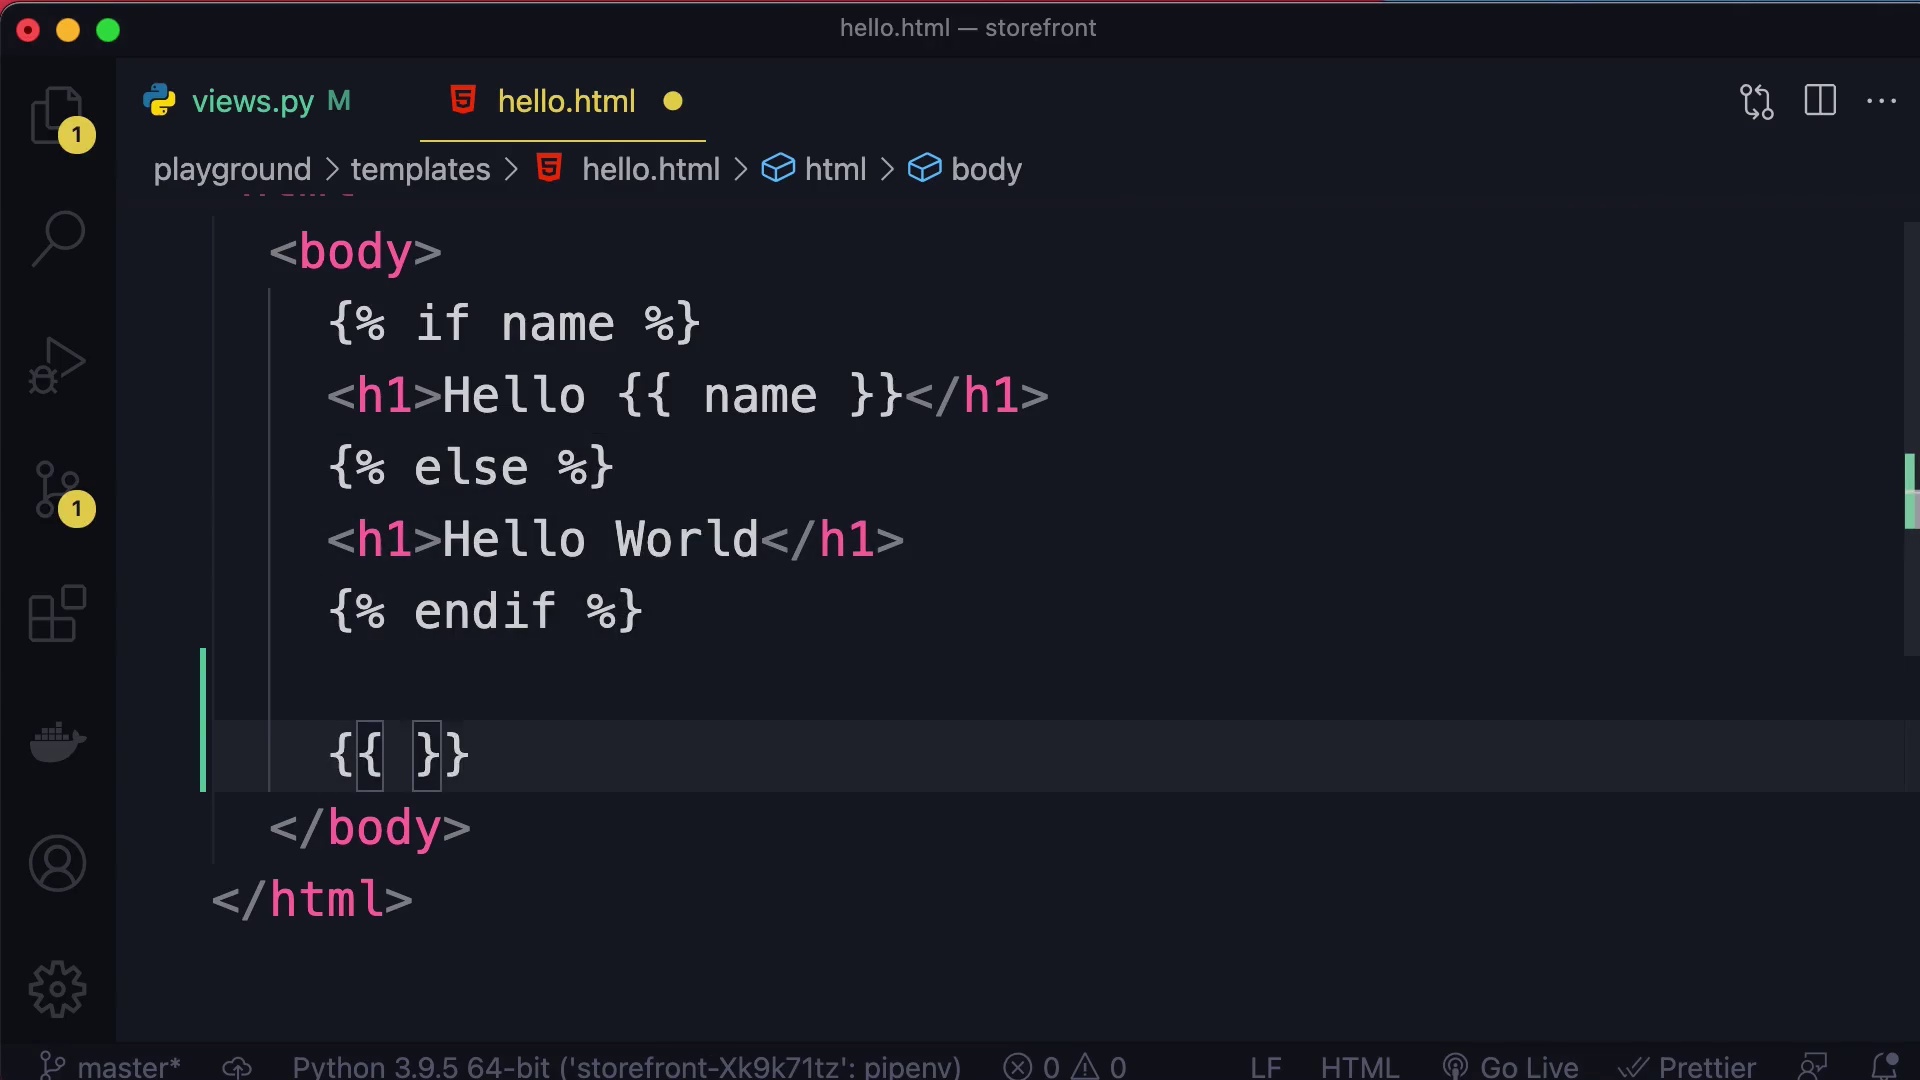 hello.html — storefront
views.py M
hello.html
playground > templates > hello.html > html > body
<body>
{% if name %}
<h1>Hello {{ name }}</h1>
{% else %}
<h1>Hello World</h1>
{% endif %}
{{ }}
</body>
</html>
1
1
master*
Python 3.9.5 64-bit ('storefront-Xk9k71tz': pipenv)
0
0
LF
HTML
Go Live
Prettier